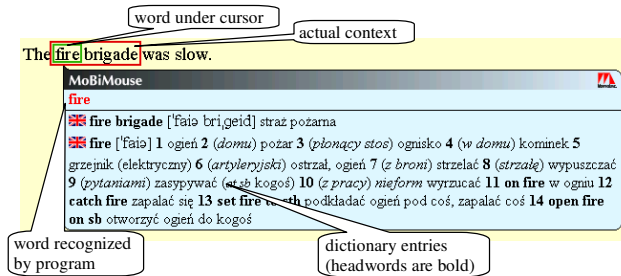 word under cursor
actual context
The fire brigade was slow.
MoBiMouse
fire
fire brigade ['faiə bri‚geid] straż pożarna
fire ['faiə] 1 ogień 2 (domu) pożar 3 (płonący stos) ognisko 4 (w domu) kominek 5
grzejnik (elektryczny) 6 (artyleryjski) ostrzał, ogień 7 (z broni) strzelać 8 (strzałę) wypuszczać
9 (pytaniami) zasypywać (at sb kogoś) 10 (z pracy) nieform wyrzucać 11 on fire w ogniu 12
catch fire zapalać się 13 set fire to sth podkładać ogień pod coś, zapalać coś 14 open fire
on sb otworzyć ogień do kogoś
word recognized
by program
dictionary entries
(headwords are bold)